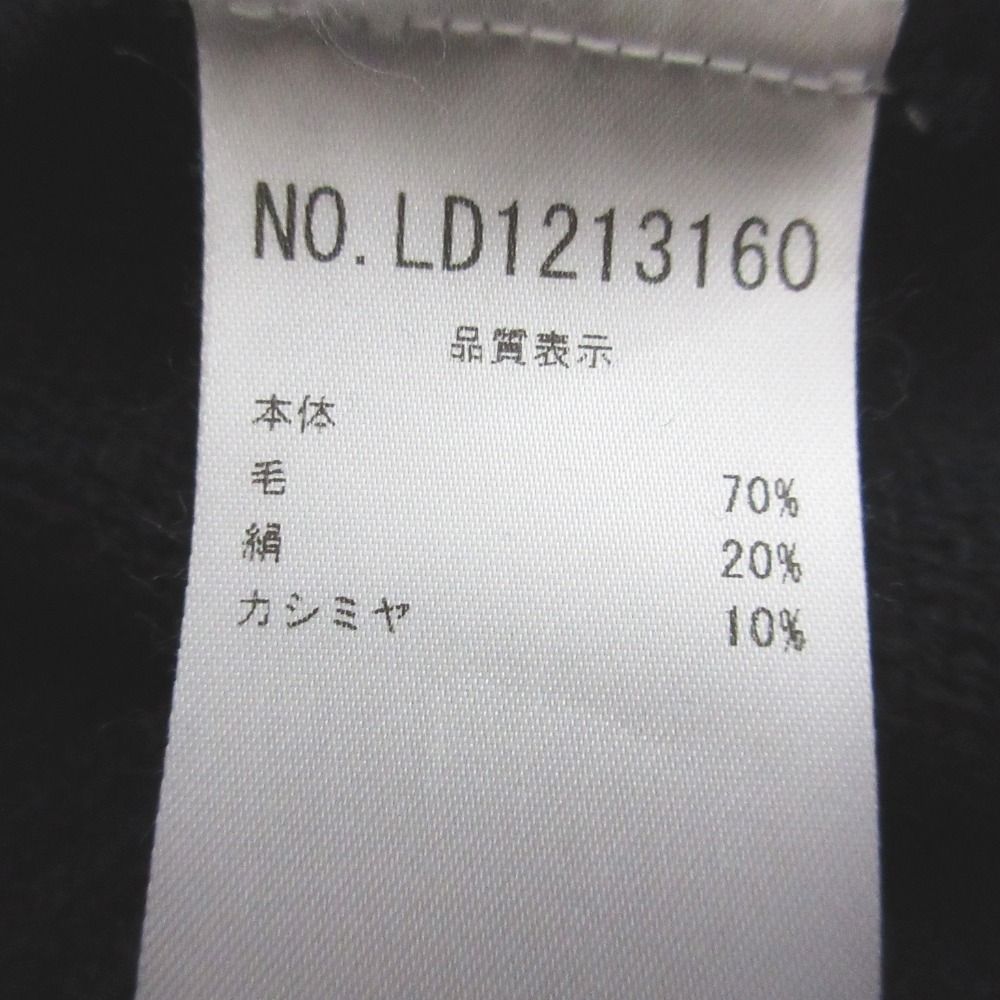 NO.LD1213160
品質表示
本体
毛 70%
絹 20%
カシミヤ 10%